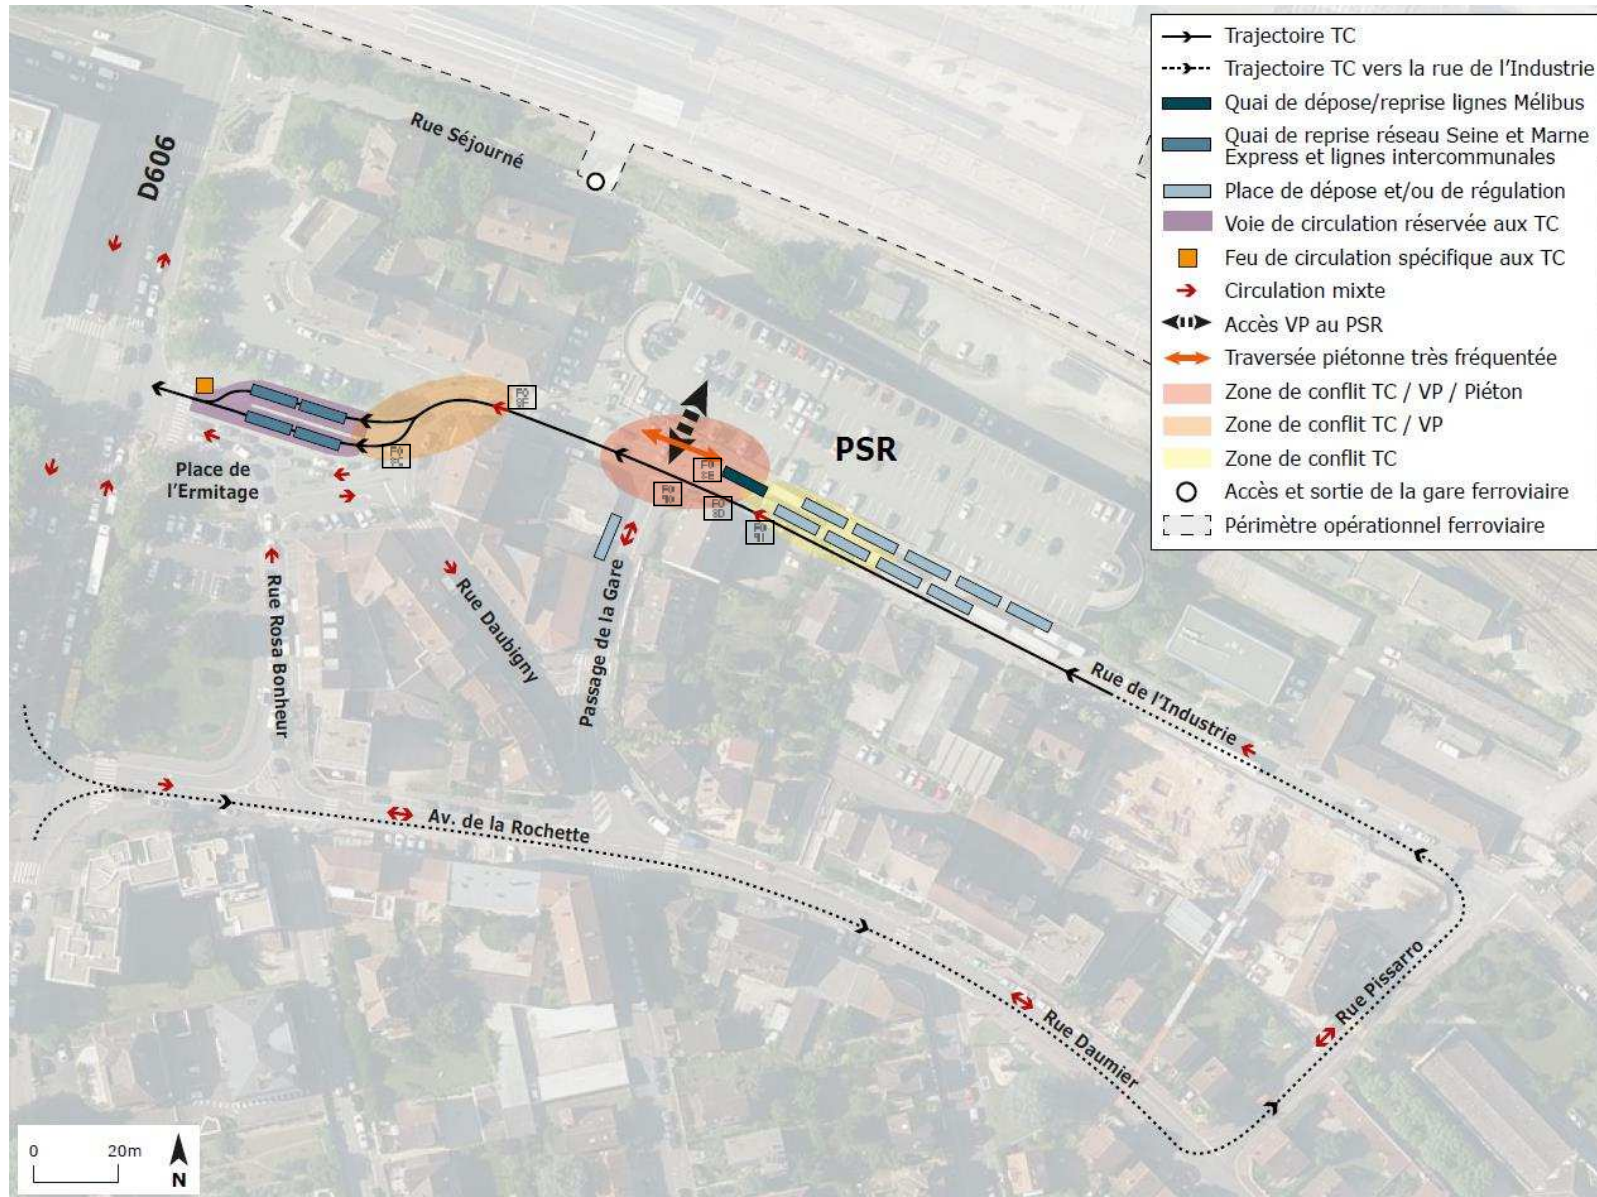 Trajectoire TC
Trajectoire TC vers la rue de l'Industrie
Quai de dépose/reprise lignes Mélibus
Quai de reprise réseau Seine et Marne
Express et lignes intercommunales
Place de dépose et/ou de régulation
Voie de circulation réservée aux TC
Feu de circulation spécifique aux TC
Circulation mixte
Accès VP au PSR
Traversée piétonne très fréquentée
Zone de conflit TC / VP / Piéton
Zone de conflit TC / VP
Zone de conflit TC
Accès et sortie de la gare ferroviaire
Périmètre opérationnel ferroviaire
Rue Séjourné
D606
PSR
Place de
l'Ermitage
Rue Rosa Bonheur
Rue Daubigny
Passage de la Gare
Rue de l'Industrie
Av. de la Rochette
Rue Daumier
Rue Pissarro
0 20m
N